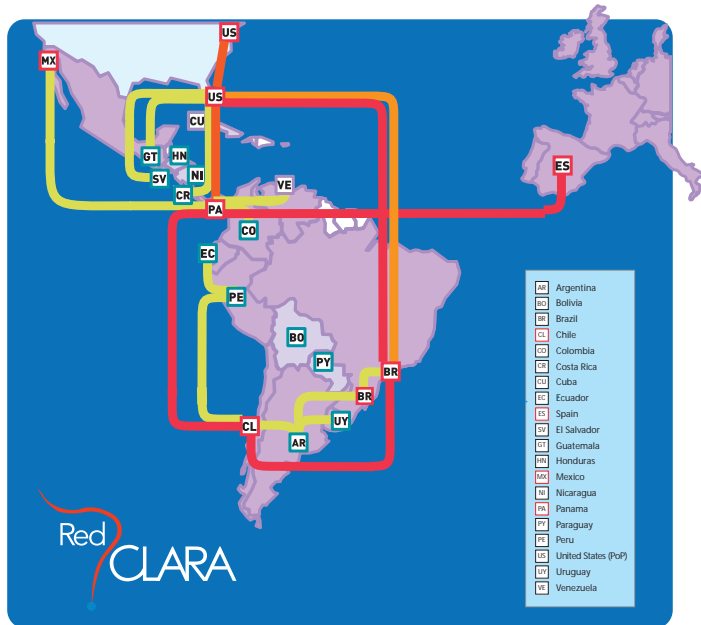 US
MX
US
CU
GT
HN
SV
NI
CR
VE
PA
ES
CO
EC
PE
BO
PY
BR
BR
CL
UY
AR
AR Argentina
BO Bolivia
BR Brazil
CL Chile
CO Colombia
CR Costa Rica
CU Cuba
EC Ecuador
ES Spain
SV El Salvador
GT Guatemala
HN Honduras
MX Mexico
NI Nicaragua
PA Panama
PY Paraguay
PE Peru
US United States (PoP)
UY Uruguay
VE Venezuela
Red
CLARA